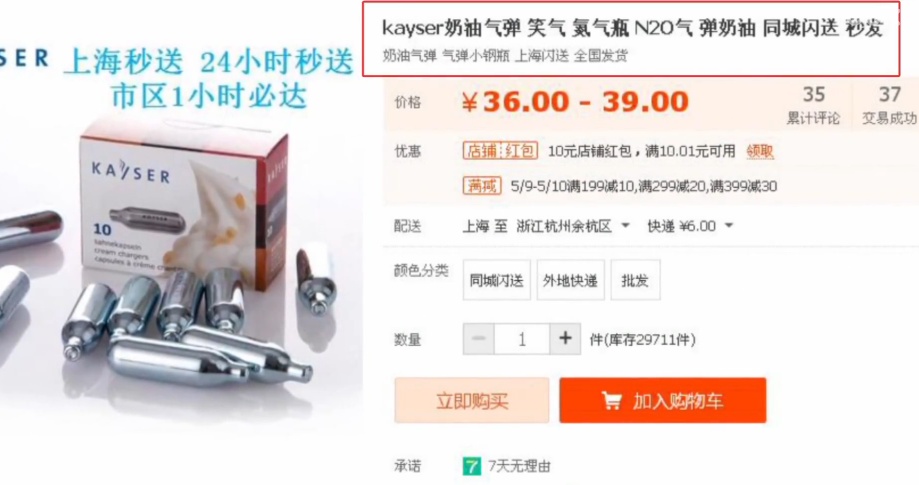 SER 上海秒送 24小时秒送
市区1小时必达
KAYSER
10
sahnekapseln
cream chargers
capsules à crème
kayser奶油气弹 笑气 氮气瓶 N2O气 弹奶油 同城闪送 秒发
奶油气弹 气弹小钢瓶 上海闪送 全国发货
价格 ¥36.00 - 39.00
35 37
累计评论 交易成功
优惠 店铺红包 10元店铺红包，满10.01元可用 领取
满减 5/9-5/10满199减10,满299减20,满399减30
配送 上海 至 浙江杭州余杭区 快递 ¥6.00
颜色分类 同城闪送 外地快递 批发
数量 − 1 + 件(库存29711件)
立即购买 加入购物车
承诺 7 7天无理由